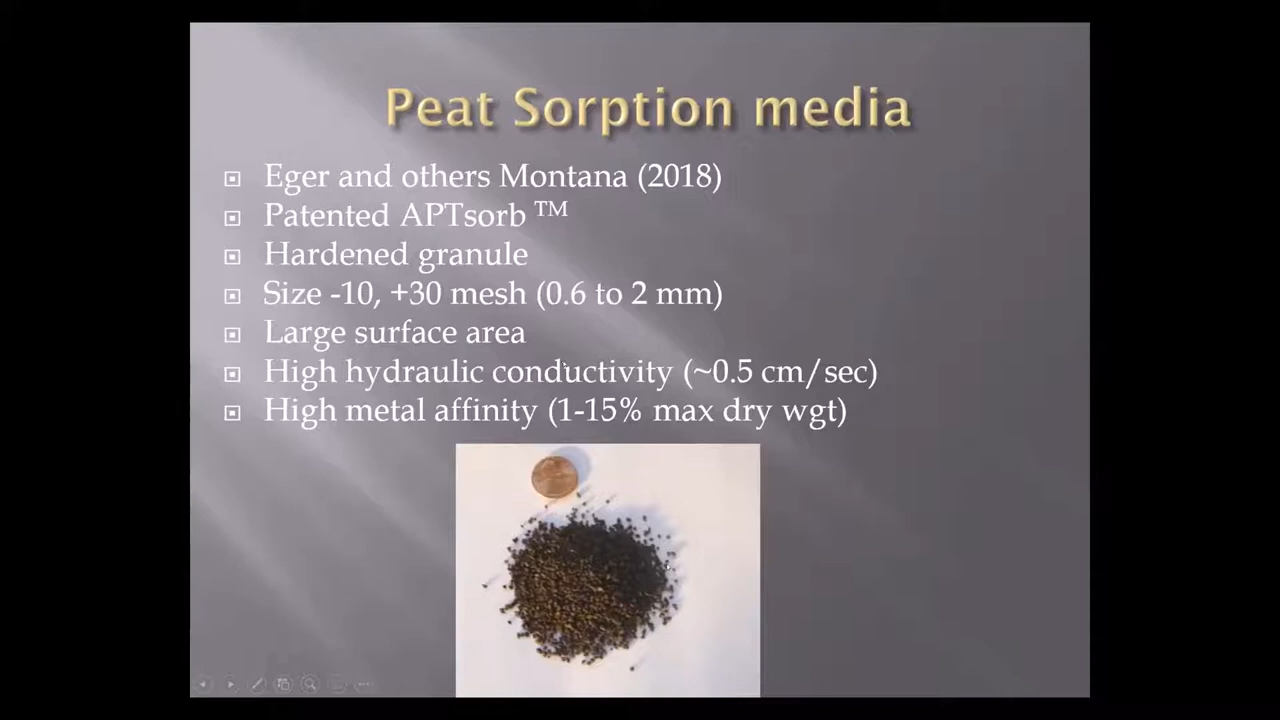 Peat Sorption media
Eger and others Montana (2018)
Patented APTsorb TM
Hardened granule
Size -10, +30 mesh (0.6 to 2 mm)
Large surface area
High hydraulic conductivity (~0.5 cm/sec)
High metal affinity (1-15% max dry wgt)